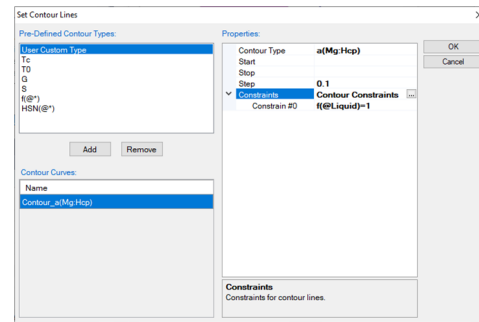 Set Contour Lines
Pre-Defined Contour Types:
User Custom Type
Tc
T0
G
S
f(@*)
HSN(@*)
Add Remove
Contour Curves:
Name
Contour_a(Mg:Hcp)
Properties:
Contour Type a(Mg:Hcp)
Start
Stop
Step 0.1
Constraints Contour Constraints ...
Constrain #0 f(@Liquid)=1
Constraints
Constraints for contour lines.
OK
Cancel